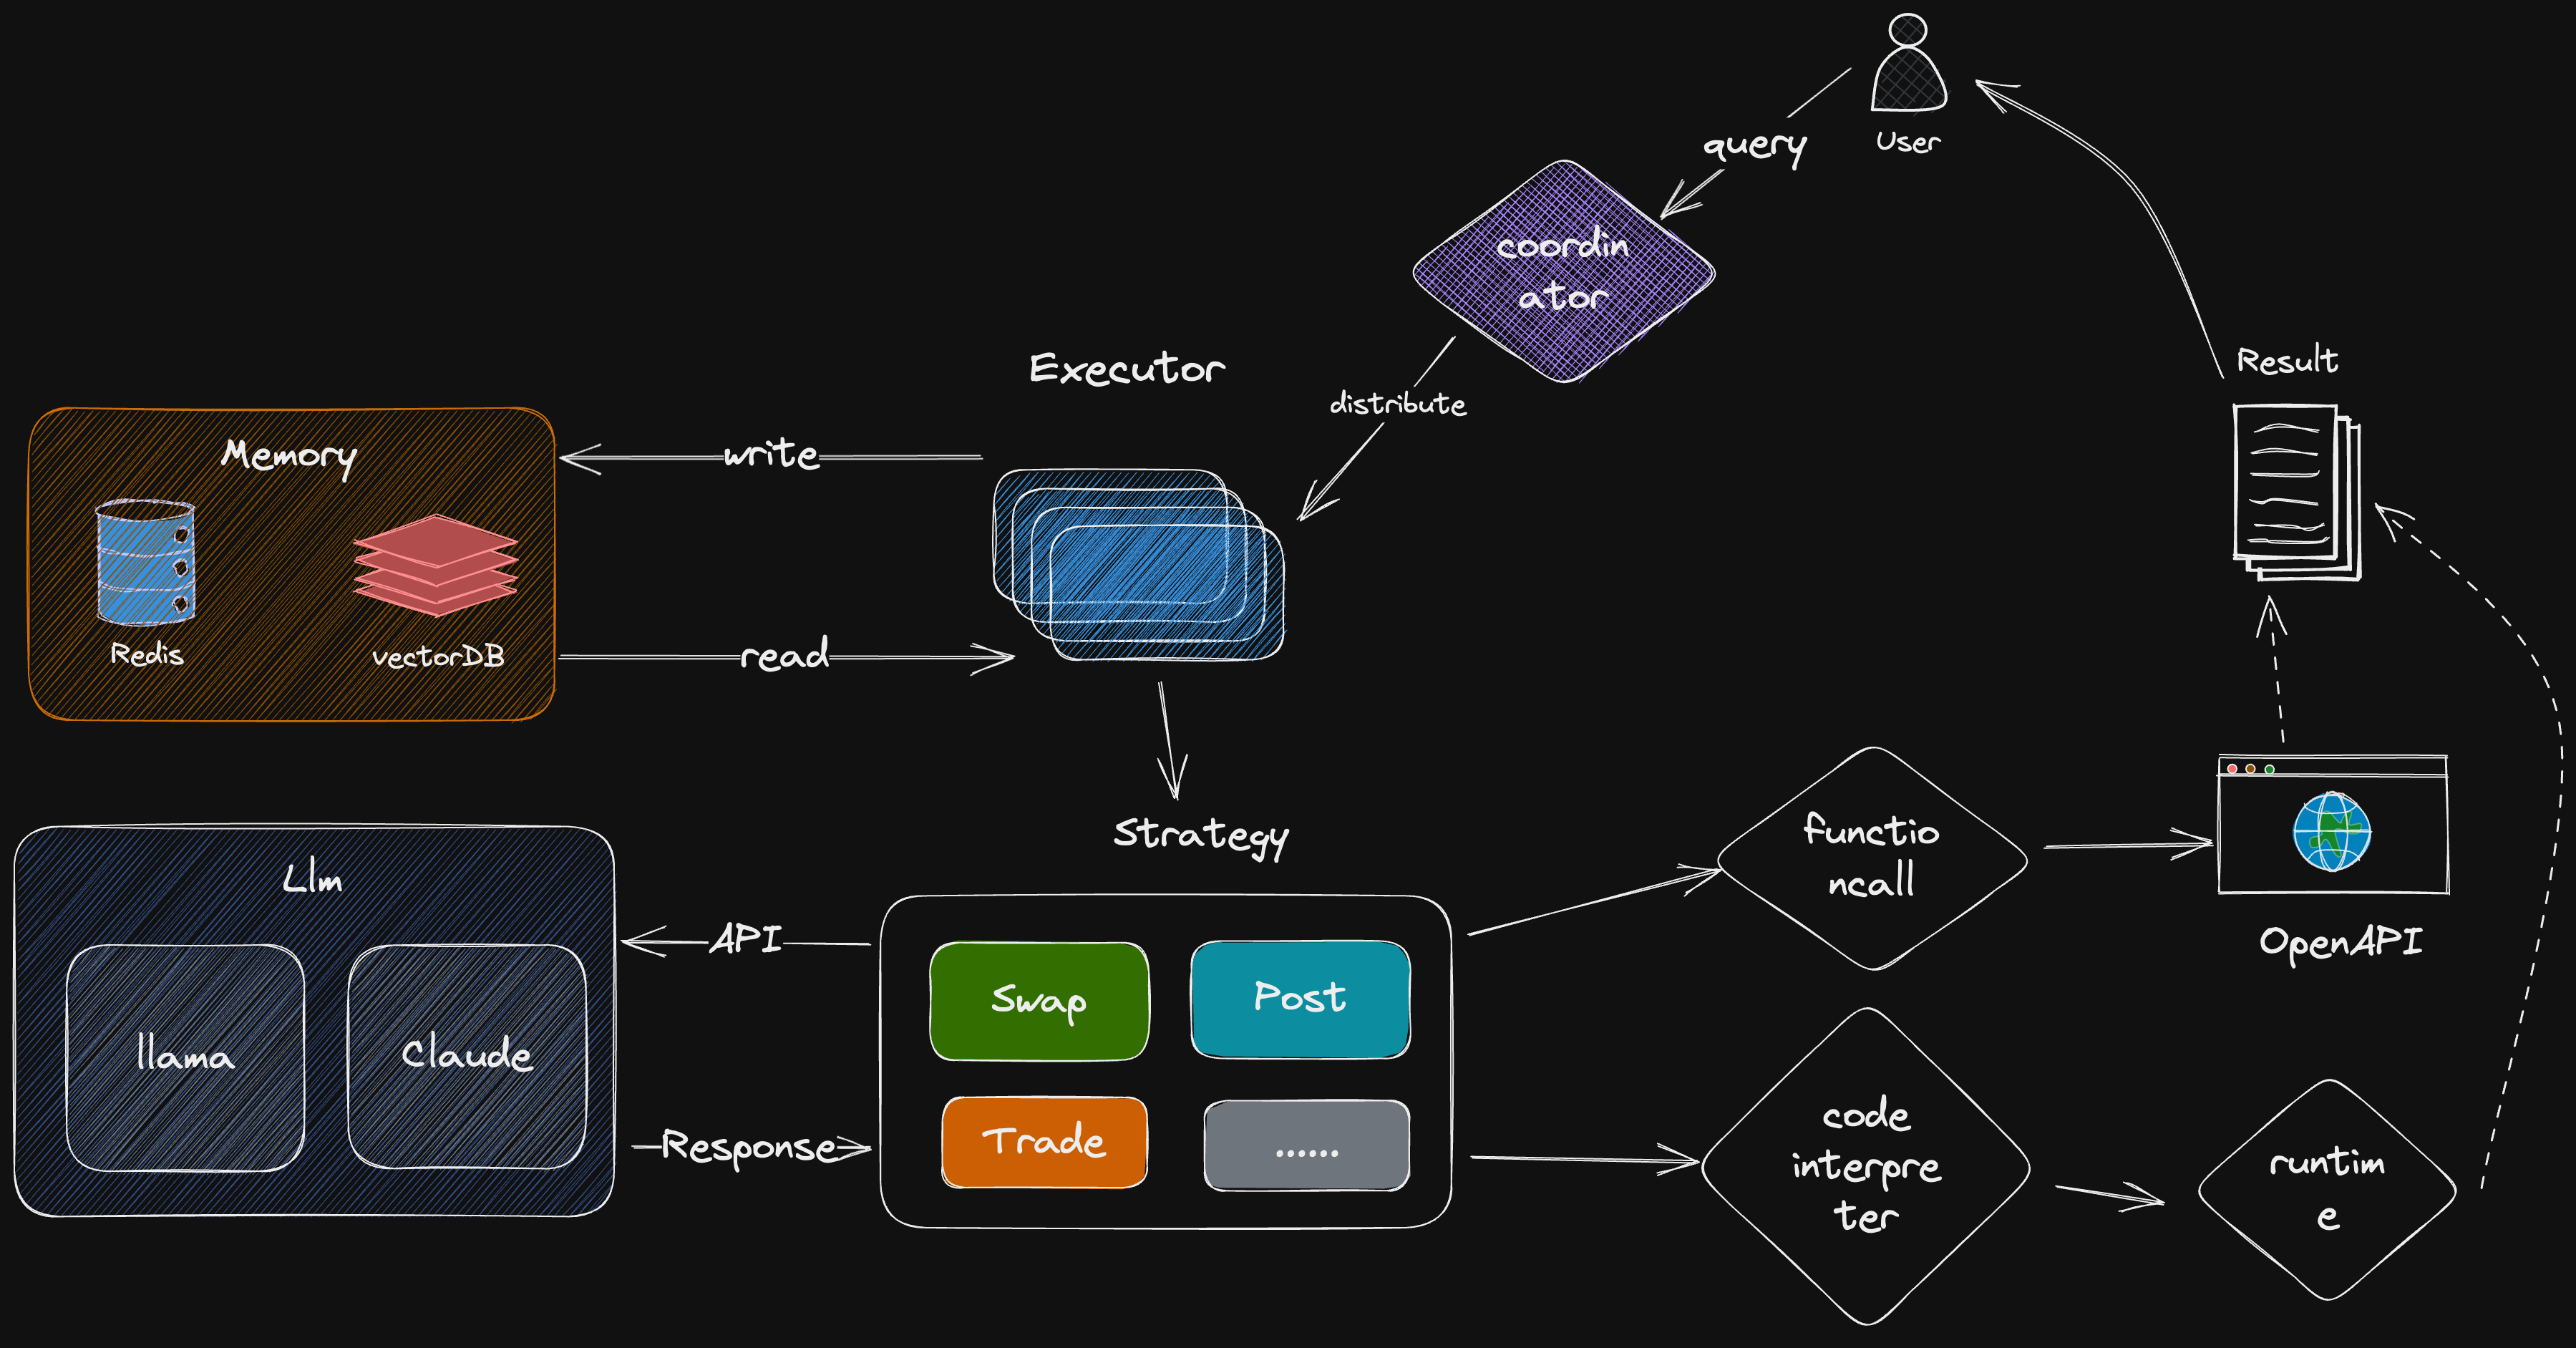 User
query
coordin
ator
distribute
Executor
Result
Memory
write
Redis
vectorDB
read
Strategy
functio
ncall
Llm
API
OpenAPI
Swap
Post
llama
Claude
Response
Trade
......
code
interpre
ter
runtim
e